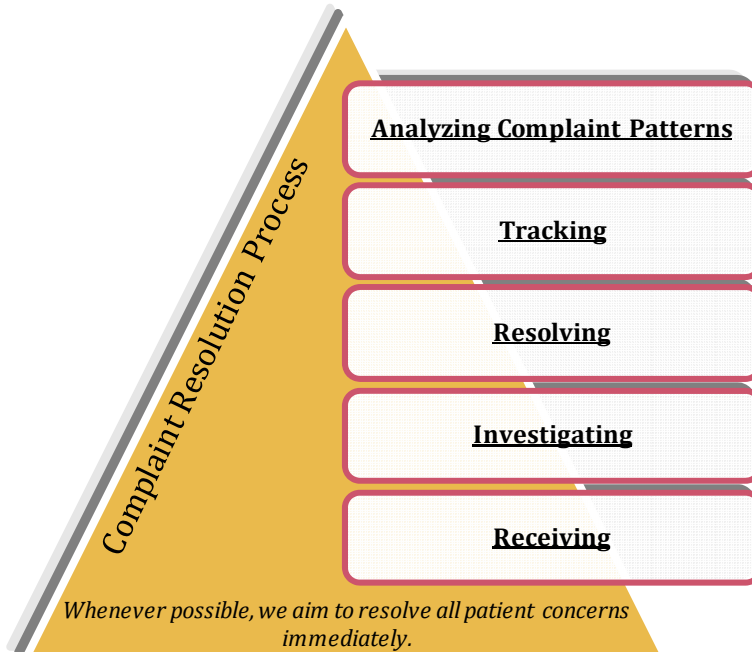 Complaint Resolution Process
Analyzing Complaint Patterns
Tracking
Resolving
Investigating
Receiving
Whenever possible, we aim to resolve all patient concerns
immediately.